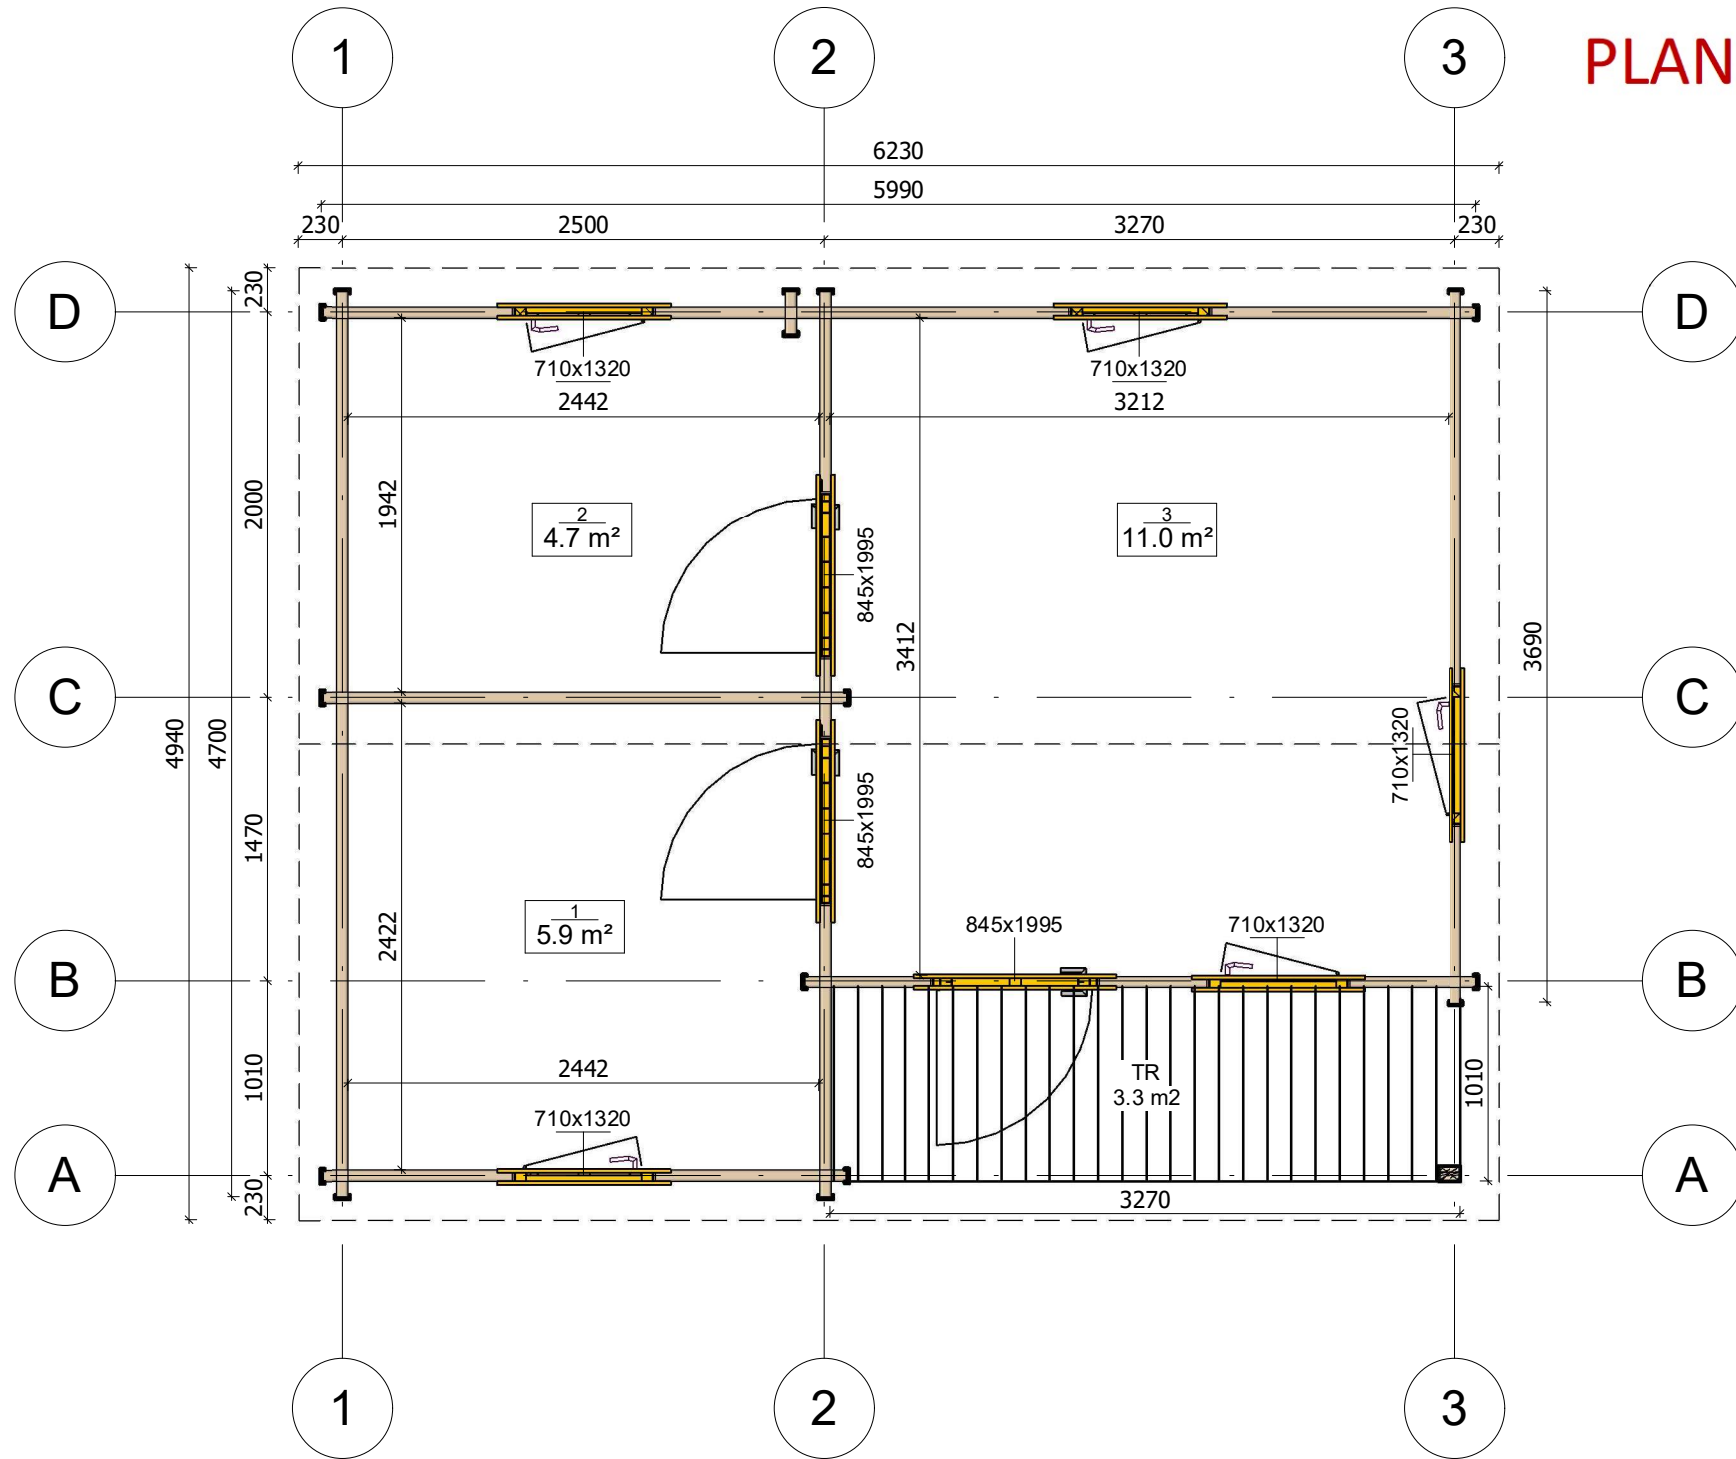 1
2
3
PLAN
6230
5990
230
2500
3270
230
D
D
230
710x1320
710x1320
2442
3212
2000
1942
2
4.7 m²
3
11.0 m²
845x1995
3412
3690
C
C
4940
4700
710x1320
845x1995
1470
2422
1
5.9 m²
845x1995
710x1320
B
B
1010
2442
TR
3.3 m2
1010
710x1320
A
A
230
3270
1
2
3